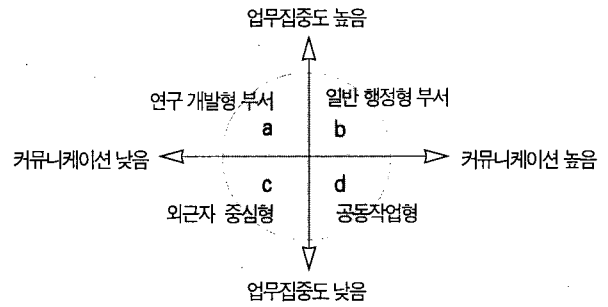 업무집중도 높음
연구 개발형 부서 일반 행정형 부서
a b
커뮤니케이션 낮음 커뮤니케이션 높음
c d
외근자 중심형 공동작업형
업무집중도 낮음